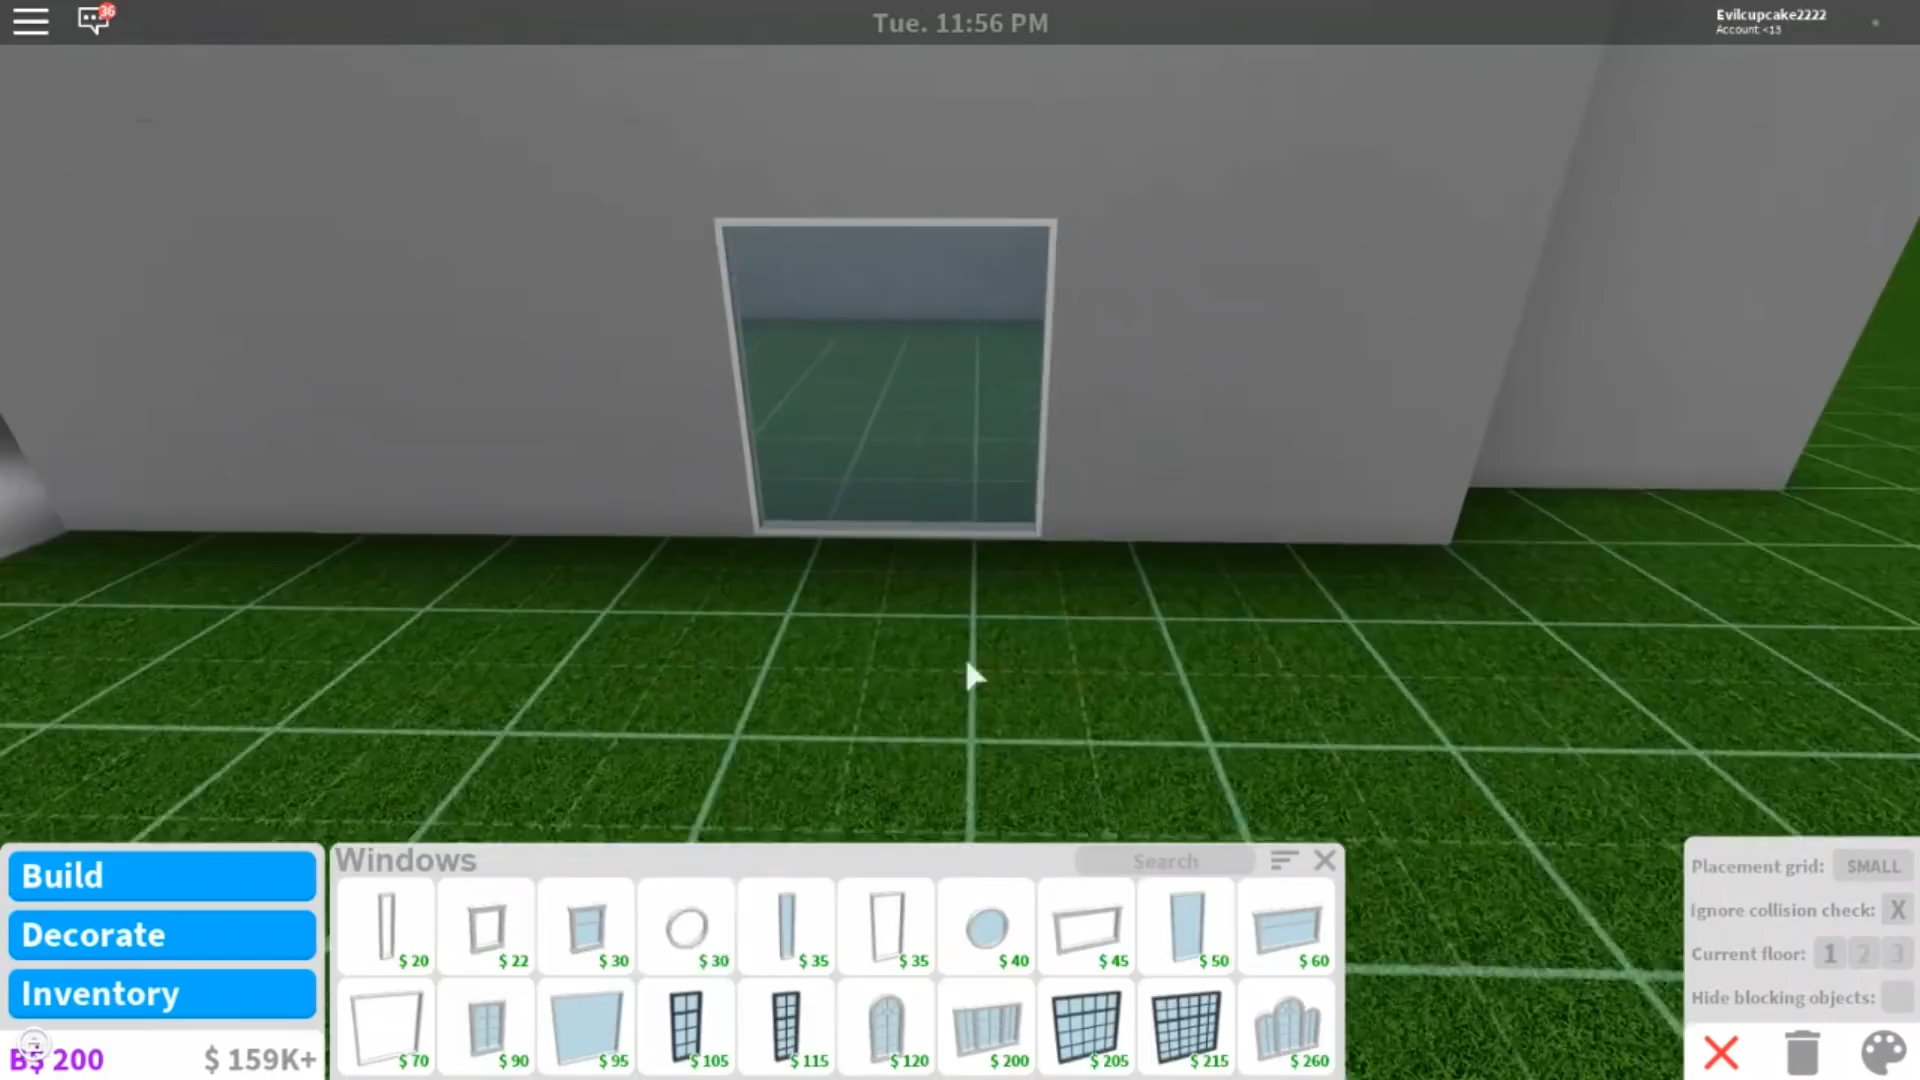 36
Tue. 11:56 PM
Evilcupcake2222
Account: <13
Build
Decorate
Inventory
B$ 200
$ 159K+
Windows
Search
$ 20
$ 22
$ 30
$ 30
$ 35
$ 35
$ 40
$ 45
$ 50
$ 60
$ 70
$ 90
$ 95
$ 105
$ 115
$ 120
$ 200
$ 205
$ 215
$ 260
Placement grid: SMALL
Ignore collision check: X
Current floor: 1 2 3
Hide blocking objects: